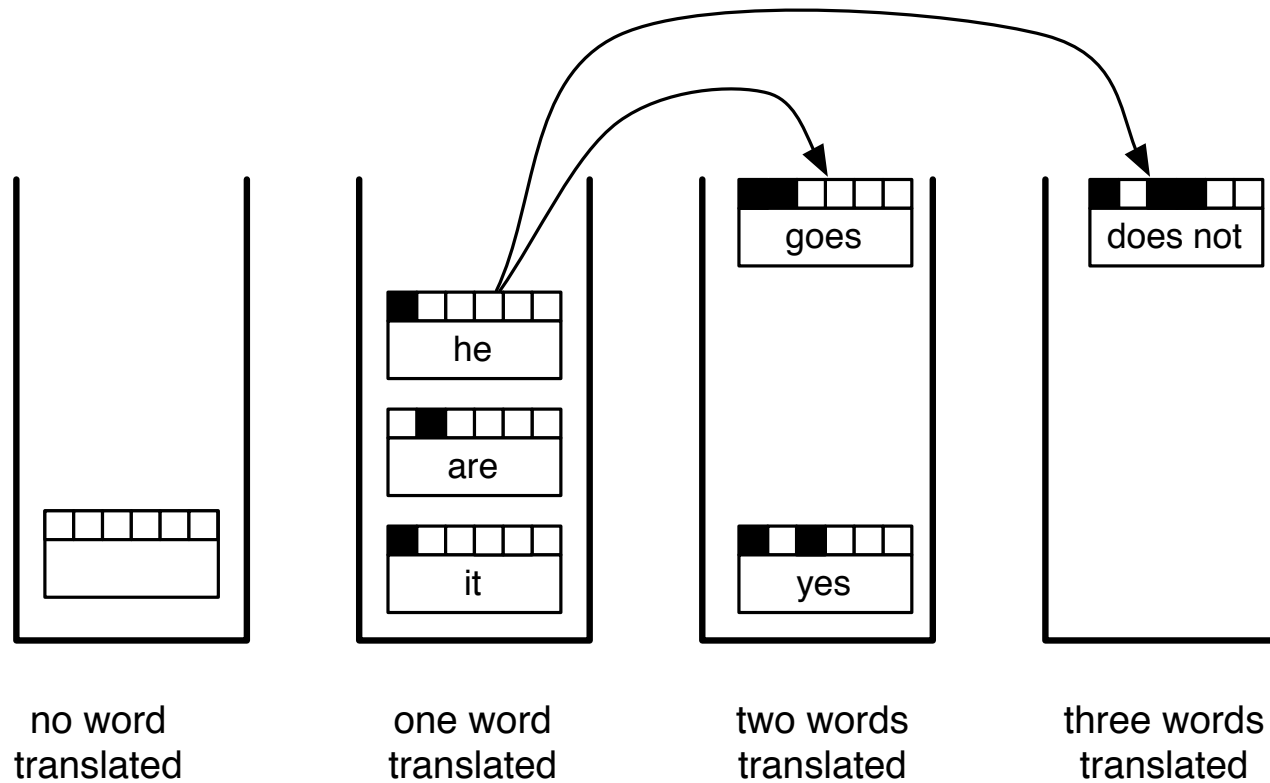 goes
does not
he
are
it
yes
no word
translated
one word
translated
two words
translated
three words
translated